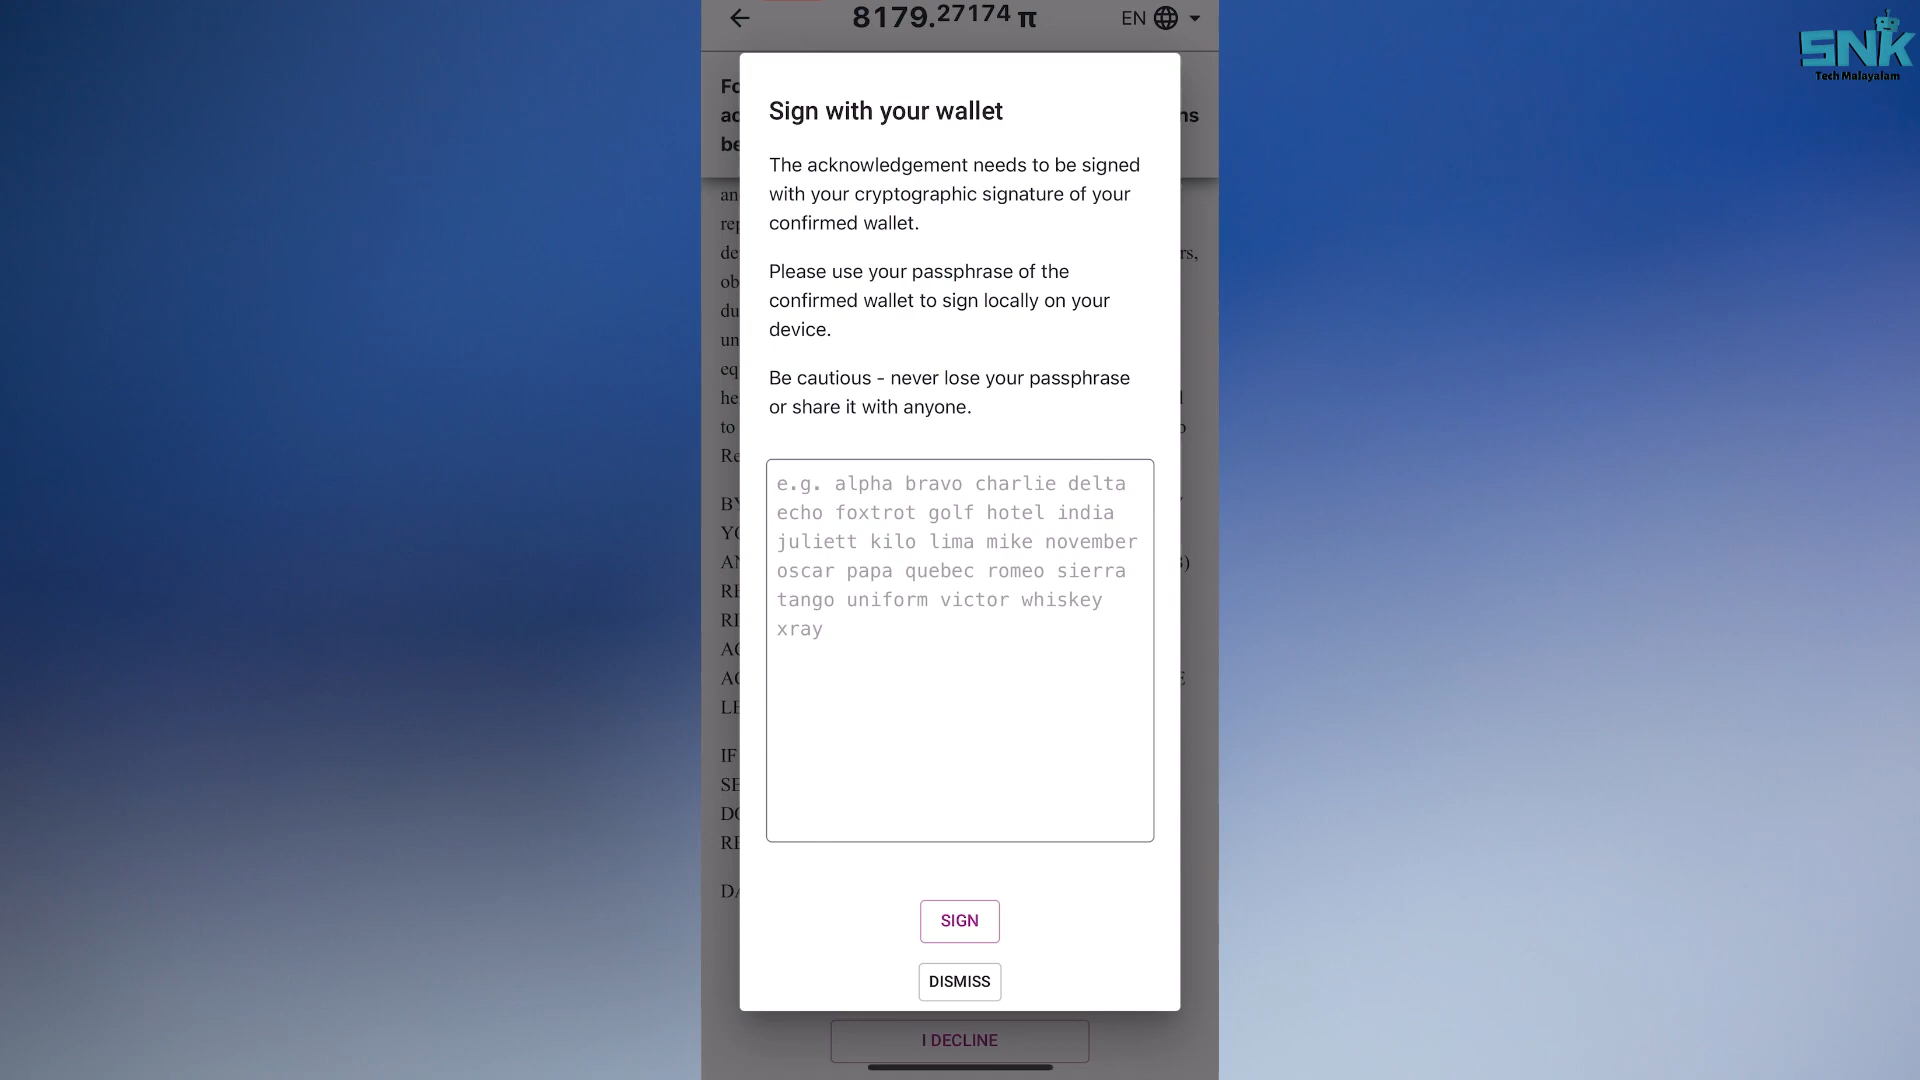 8179.27174 π
EN
SNK
Tech Malayalam
Sign with your wallet
The acknowledgement needs to be signed
with your cryptographic signature of your
confirmed wallet.
Please use your passphrase of the
confirmed wallet to sign locally on your
device.
Be cautious - never lose your passphrase
or share it with anyone.
e.g. alpha bravo charlie delta
echo foxtrot golf hotel india
juliett kilo lima mike november
oscar papa quebec romeo sierra
tango uniform victor whiskey
xray
SIGN
DISMISS
I DECLINE